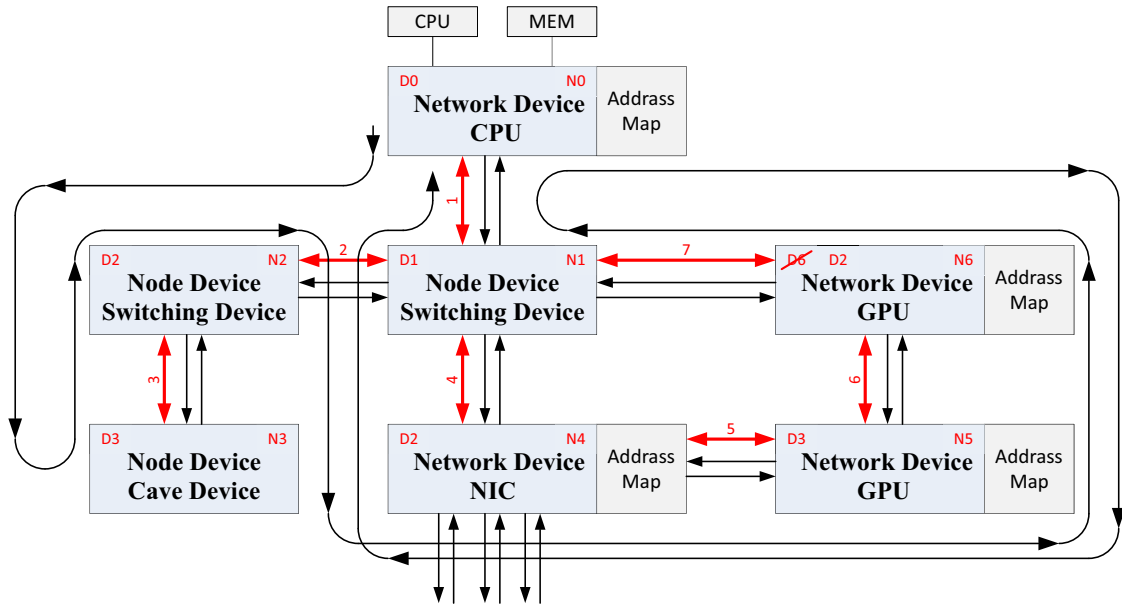 CPU
MEM
D0
N0
Network Device
CPU
Addrass
Map
1
D2
N2
Node Device
Switching Device
2
D1
N1
Node Device
Switching Device
7
D6
D2
N6
Network Device
GPU
Addrass
Map
3
4
6
D3
N3
Node Device
Cave Device
D2
N4
Network Device
NIC
Addrass
Map
5
D3
N5
Network Device
GPU
Addrass
Map